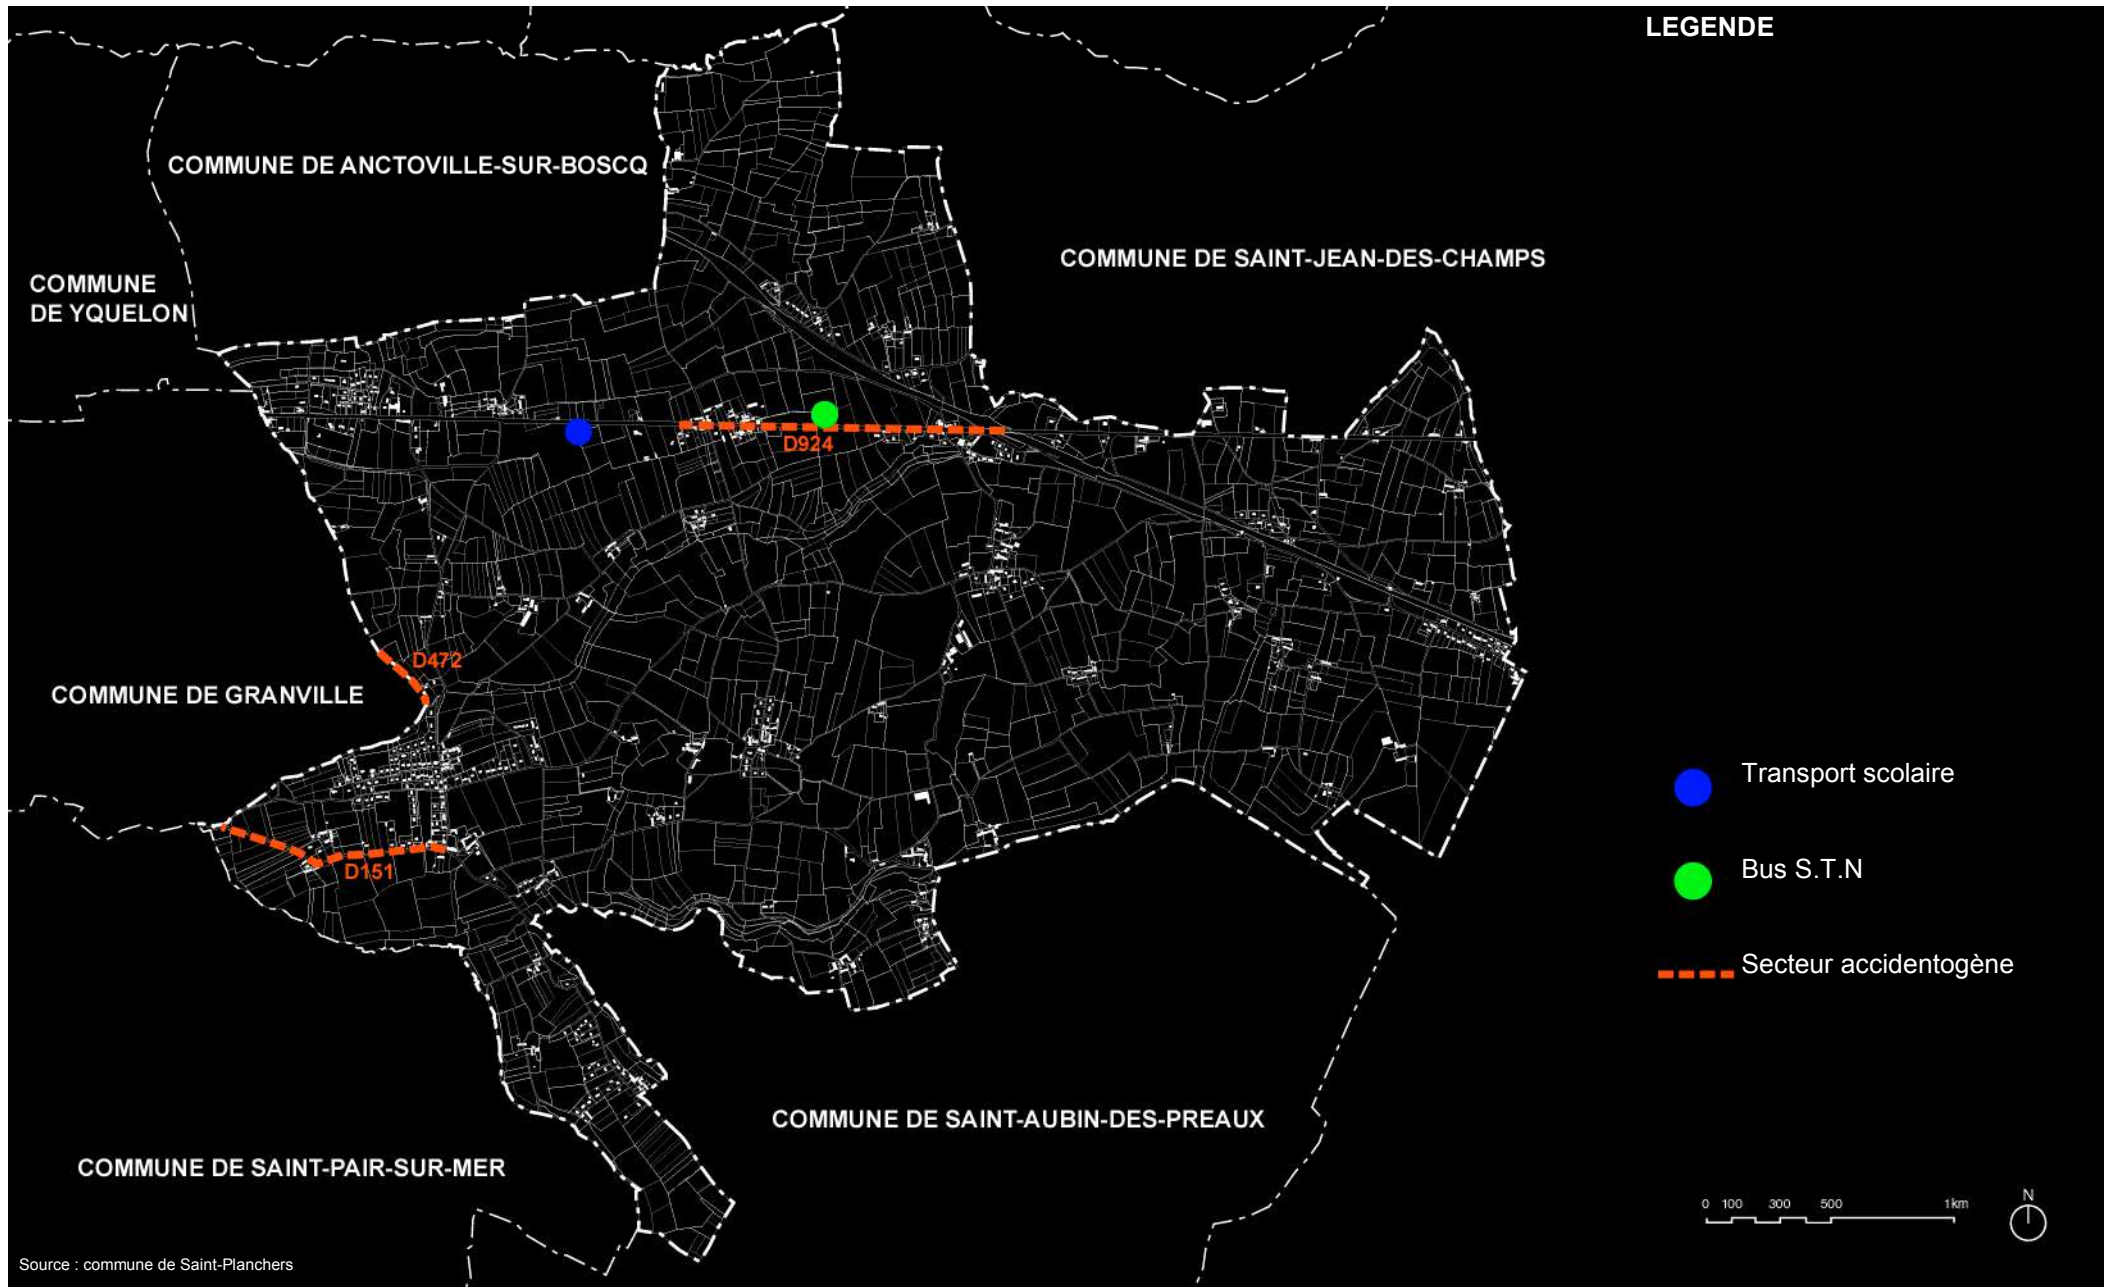 LEGENDE
COMMUNE DE ANCTOVILLE-SUR-BOSCQ
COMMUNE DE SAINT-JEAN-DES-CHAMPS
COMMUNE
DE YQUELON
D924
D472
COMMUNE DE GRANVILLE
D151
Transport scolaire
Bus S.T.N
Secteur accidentogène
COMMUNE DE SAINT-AUBIN-DES-PREAUX
COMMUNE DE SAINT-PAIR-SUR-MER
0 100 300 500 1km
N
Source : commune de Saint-Planchers